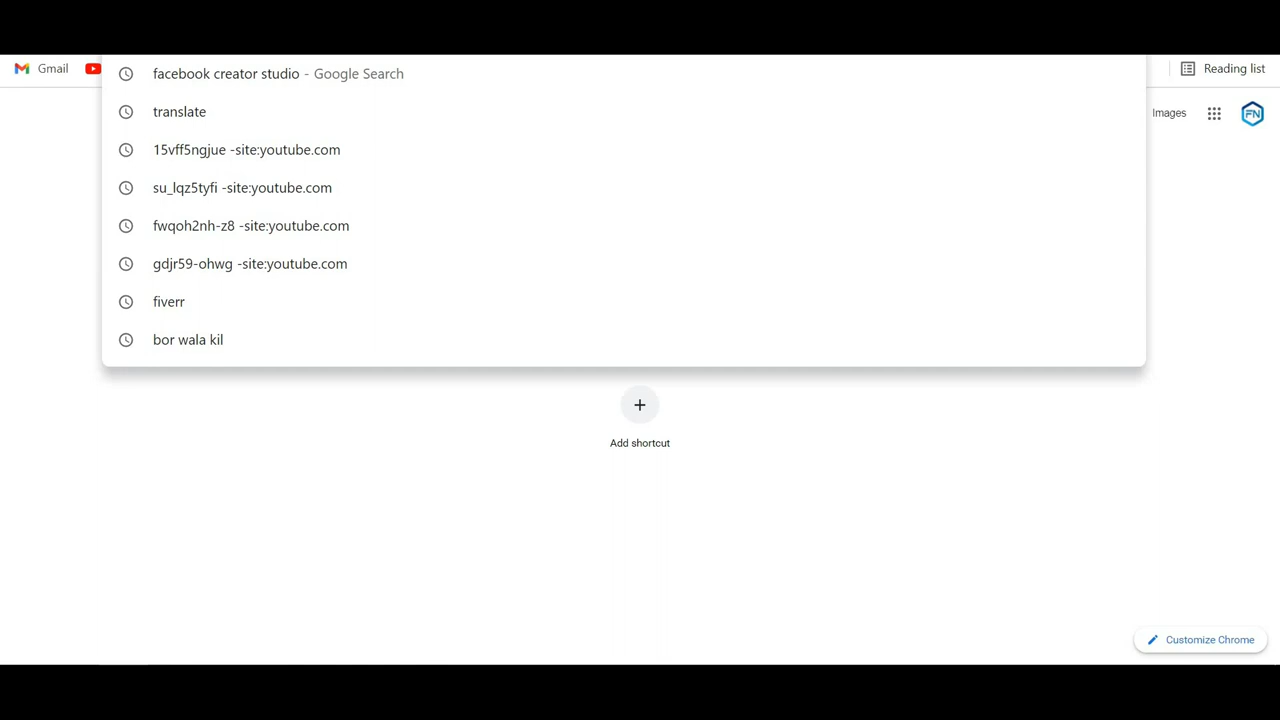 Gmail
facebook creator studio - Google Search
Reading list
translate
Images
FN
15vff5ngjue -site:youtube.com
su_lqz5tyfi -site:youtube.com
fwqoh2nh-z8 -site:youtube.com
gdjr59-ohwg -site:youtube.com
fiverr
bor wala kil
Add shortcut
Customize Chrome